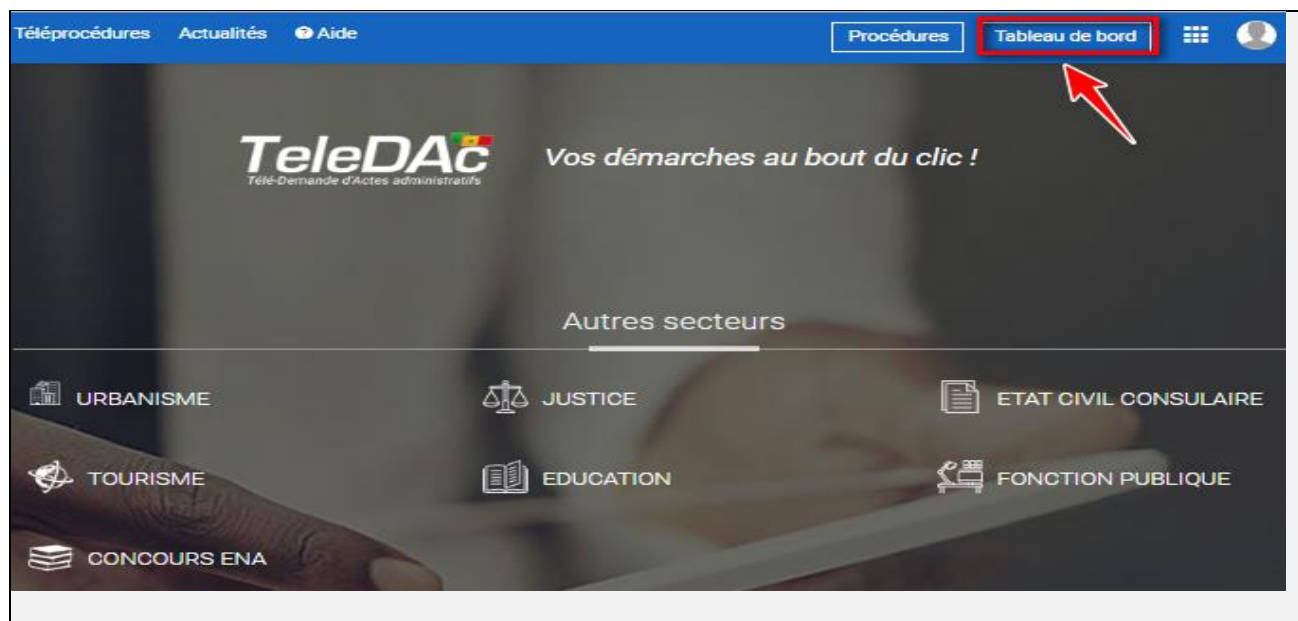 Téléprocédures Actualités ? Aide Procédures Tableau de bord
TeleDAc Vos démarches au bout du clic !
Télé-Demande d'Actes administratifs
Autres secteurs
URBANISME JUSTICE ETAT CIVIL CONSULAIRE
TOURISME EDUCATION FONCTION PUBLIQUE
CONCOURS ENA